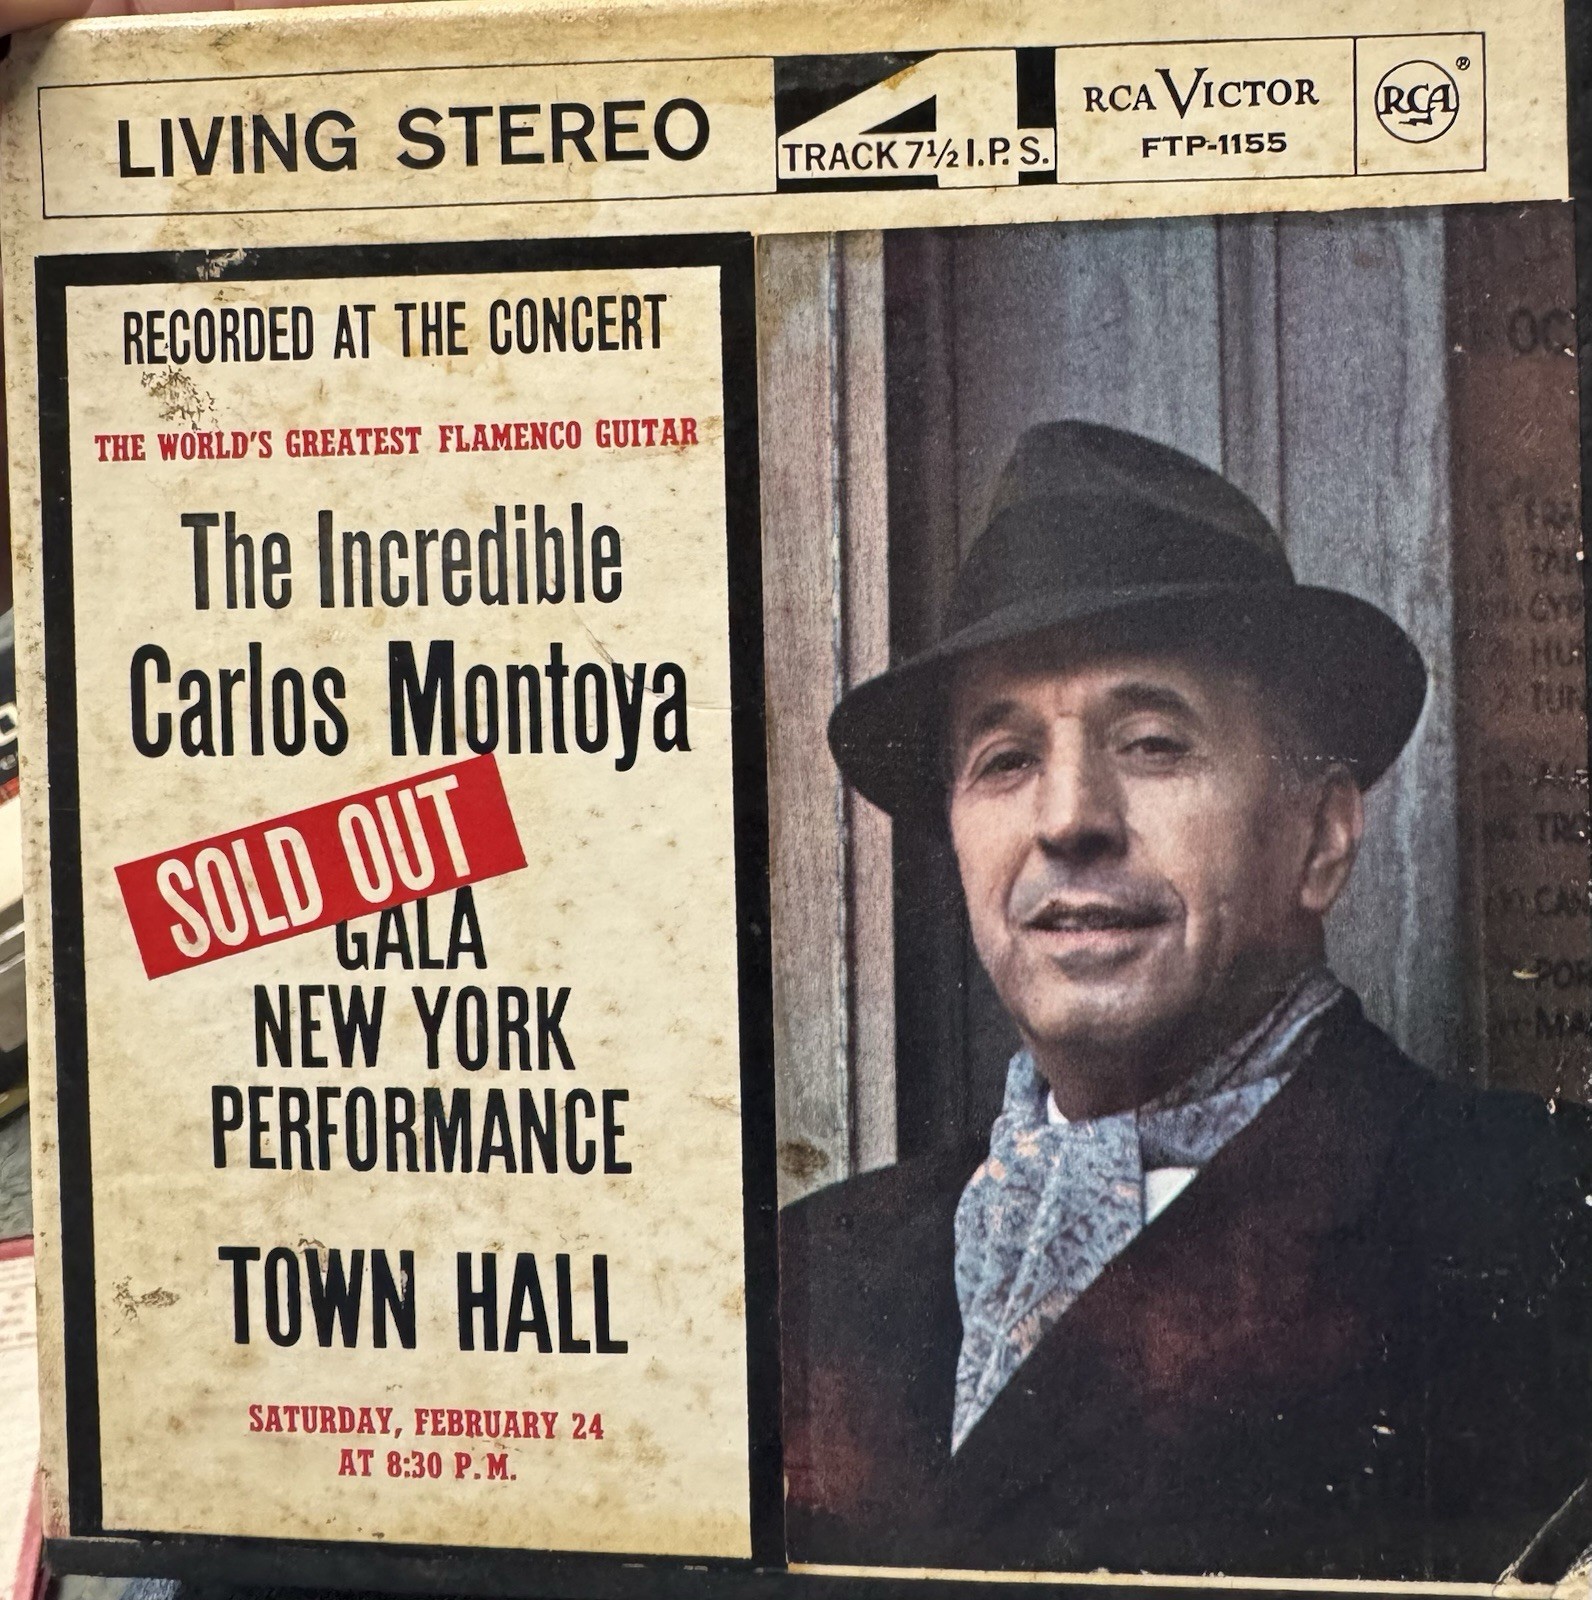 LIVING STEREO
4
TRACK 7½ I.P.S.
RCA VICTOR
FTP-1155
RCA®
RECORDED AT THE CONCERT
THE WORLD'S GREATEST FLAMENCO GUITAR
The Incredible
Carlos Montoya
SOLD OUT
GALA
NEW YORK
PERFORMANCE
TOWN HALL
SATURDAY, FEBRUARY 24
AT 8:30 P.M.